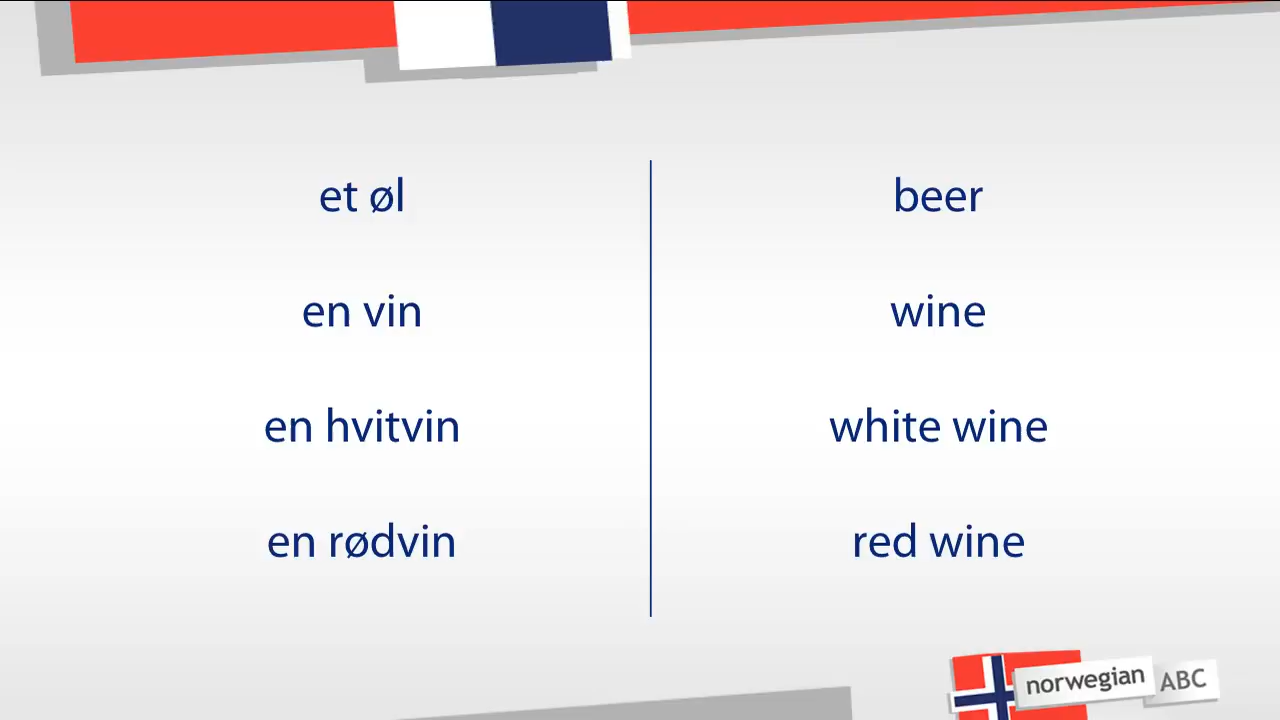 et øl beer
en vin wine
en hvitvin white wine
en rødvin red wine
norwegian ABC